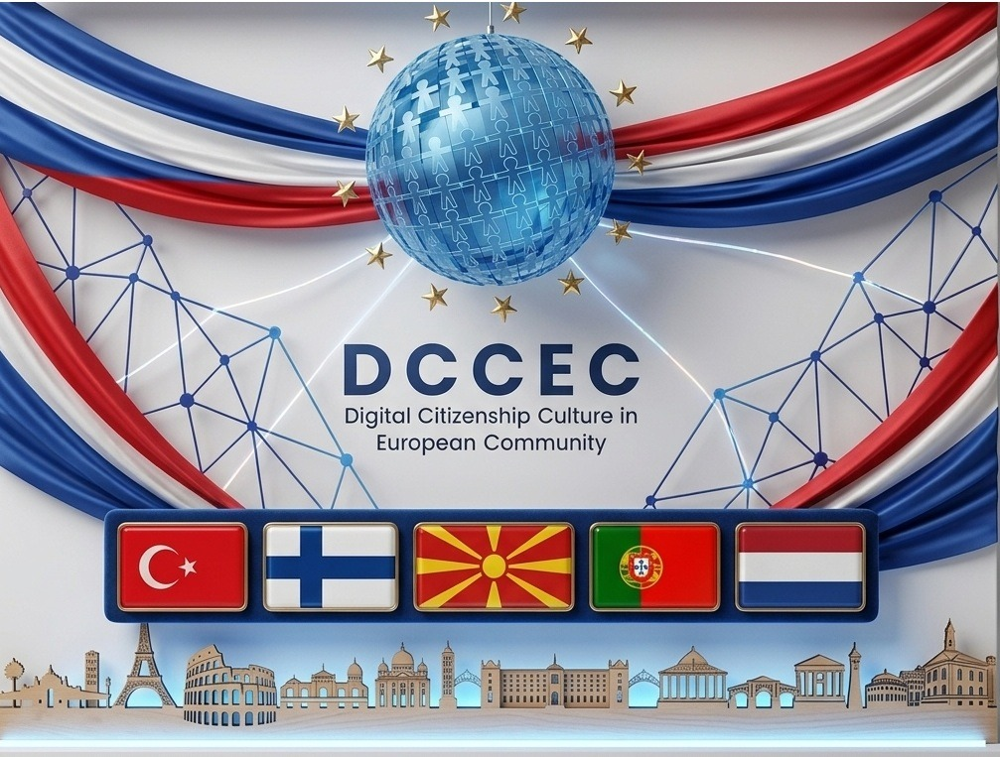 DCCEC
Digital Citizenship Culture in
European Community